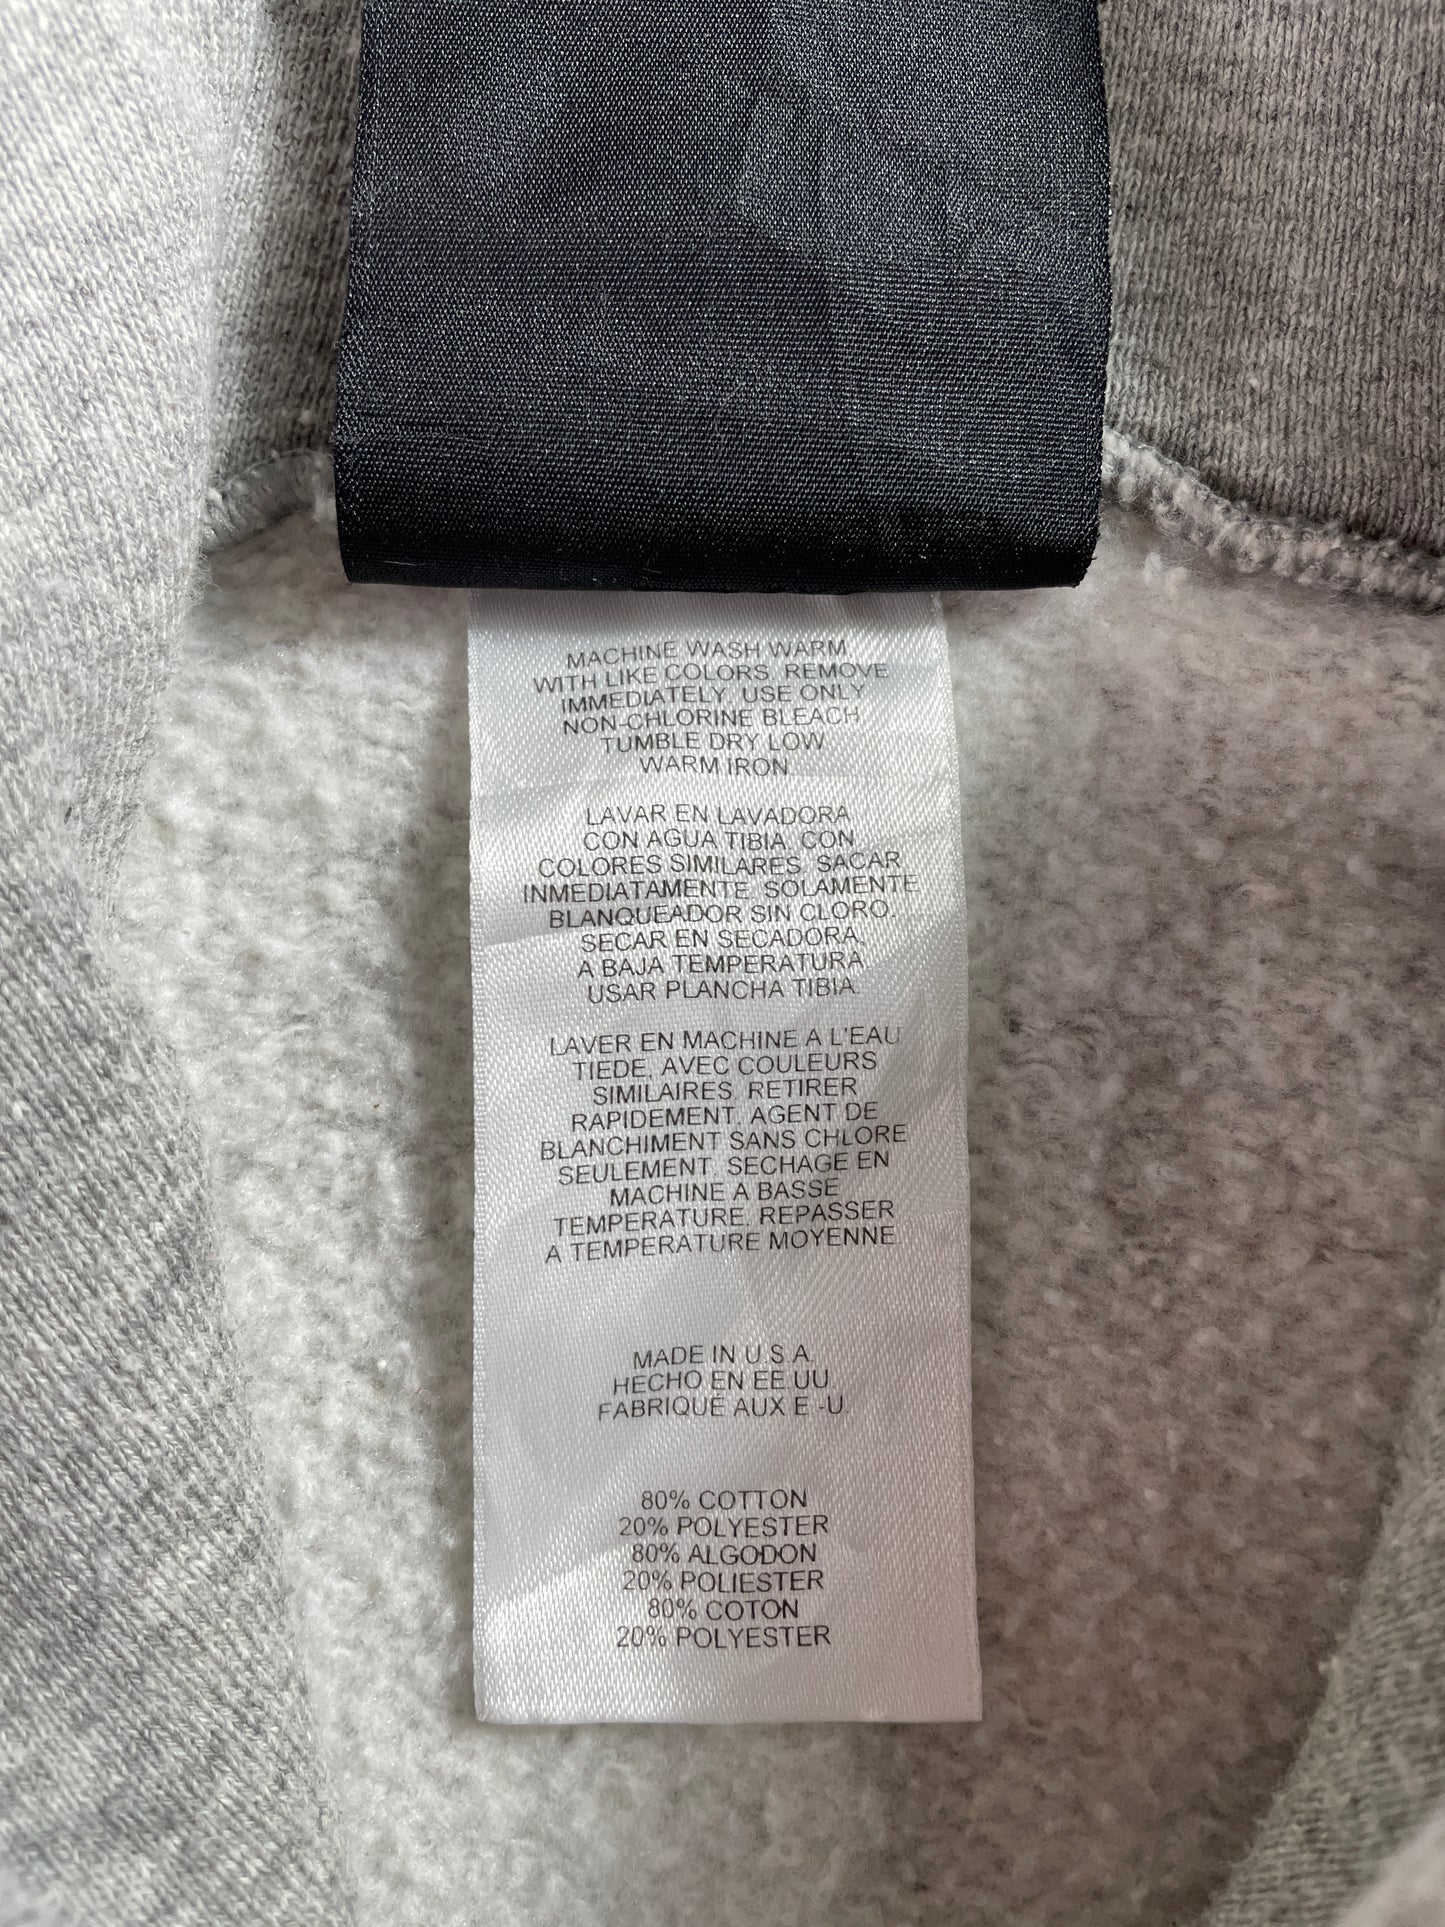 MACHINE WASH WARM
WITH LIKE COLORS. REMOVE
IMMEDIATELY. USE ONLY
NON-CHLORINE BLEACH.
TUMBLE DRY LOW.
WARM IRON.
LAVAR EN LAVADORA
CON AGUA TIBIA. CON
COLORES SIMILARES. SACAR
INMEDIATAMENTE. SOLAMENTE
BLANQUEADOR SIN CLORO.
SECAR EN SECADORA.
A BAJA TEMPERATURA.
USAR PLANCHA TIBIA.
LAVER EN MACHINE A L'EAU
TIEDE, AVEC COULEURS
SIMILAIRES. RETIRER
RAPIDEMENT. AGENT DE
BLANCHIMENT SANS CHLORE
SEULEMENT. SECHAGE EN
MACHINE A BASSE
TEMPERATURE. REPASSER
A TEMPERATURE MOYENNE.
MADE IN U.S.A.
HECHO EN EE.UU.
FABRIQUE AUX E.-U.
80% COTTON
20% POLYESTER
80% ALGODON
20% POLIESTER
80% COTON
20% POLYESTER